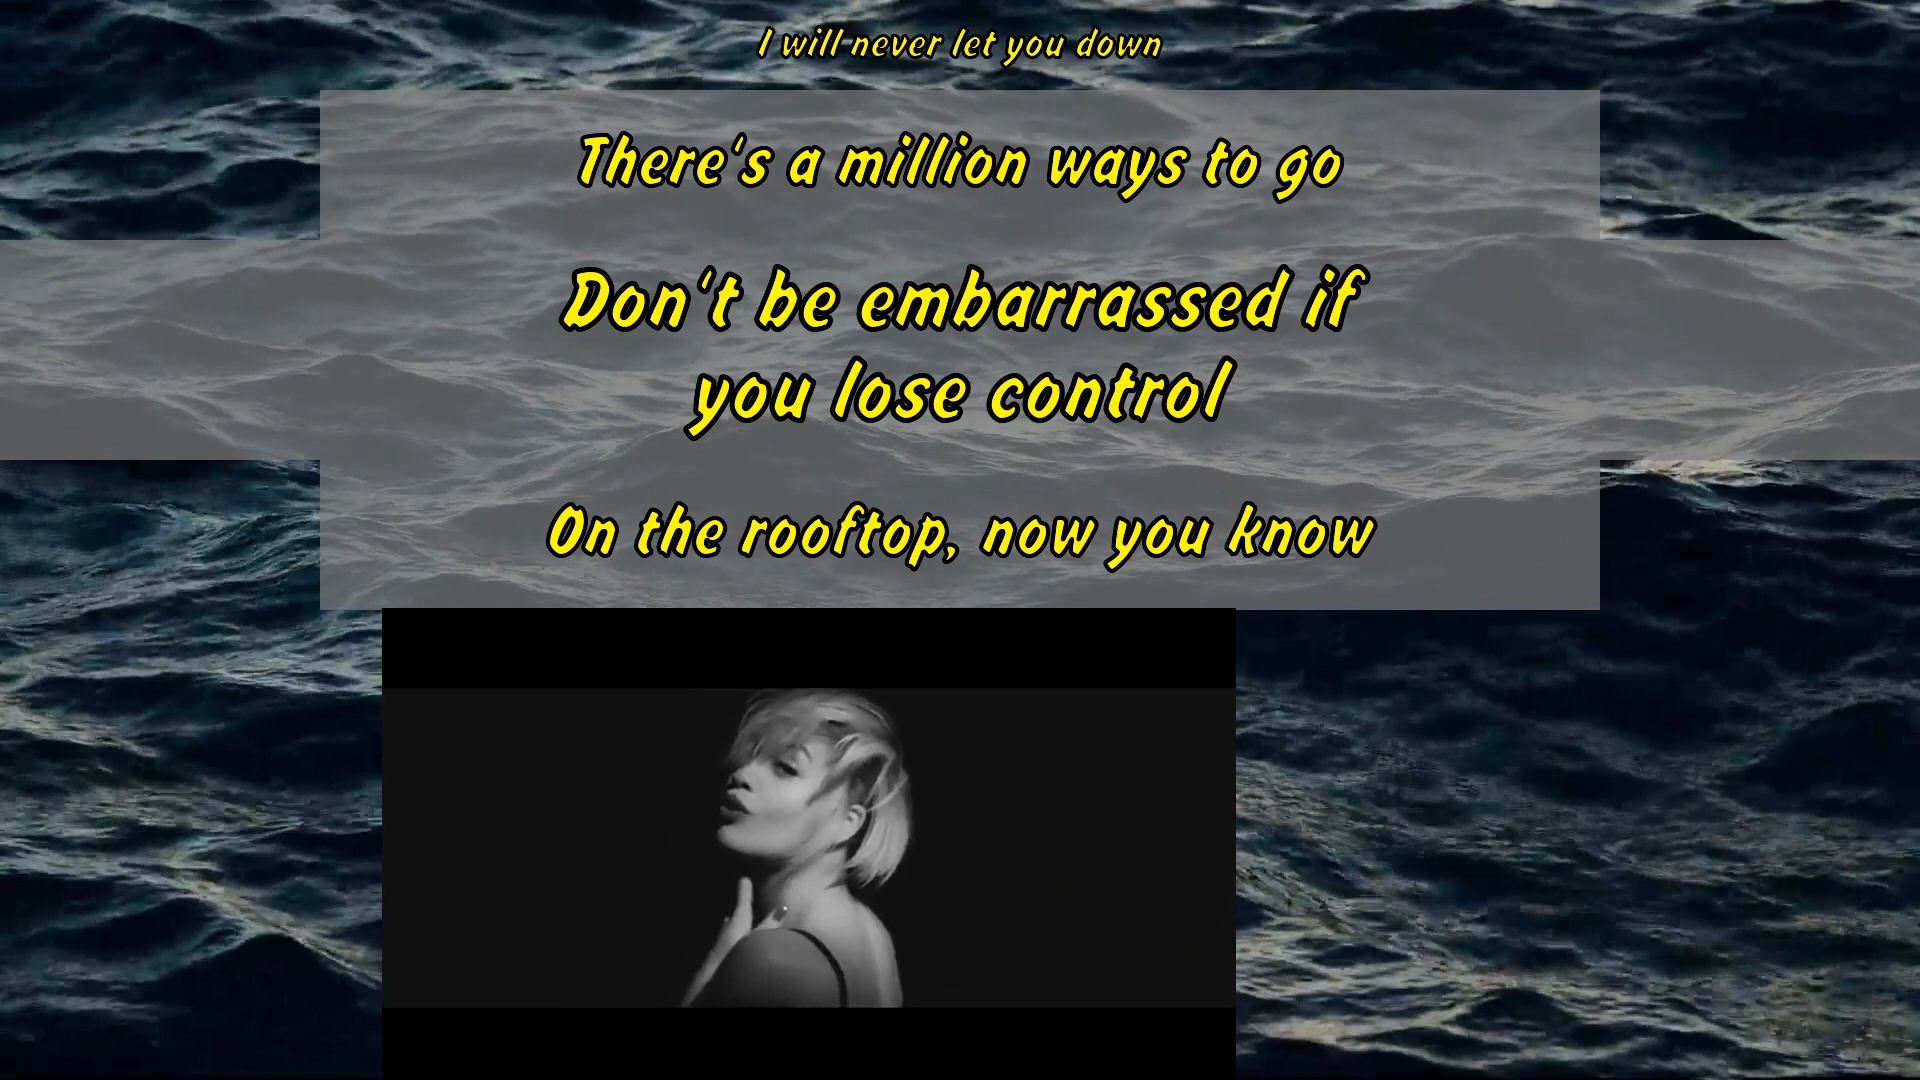 I will never let you down
There's a million ways to go
Don't be embarrassed if
you lose control
On the rooftop, now you know